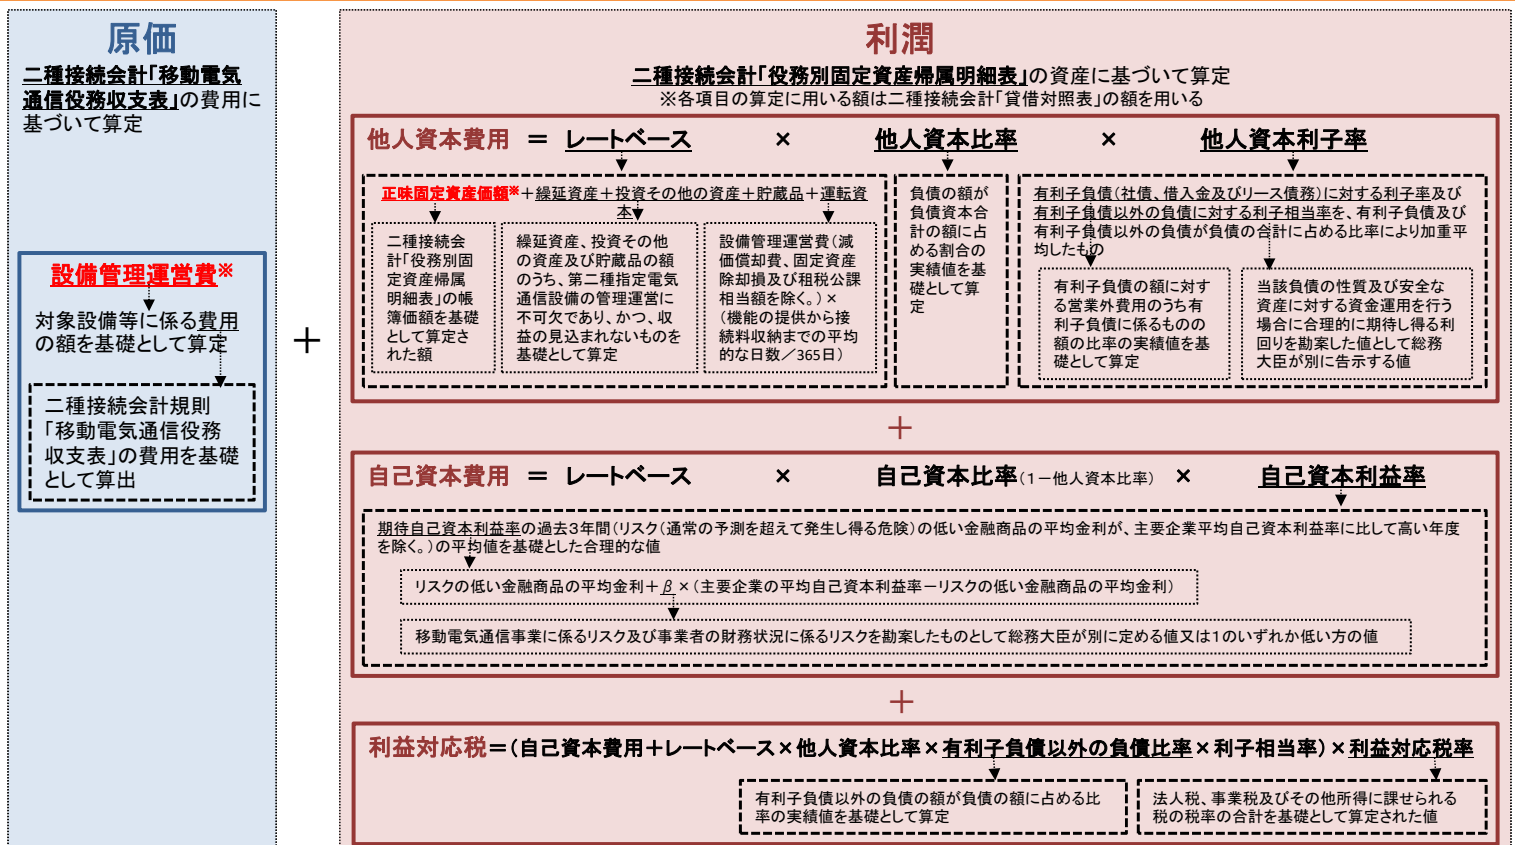 原価
二種接続会計「移動電気
通信役務収支表」の費用に
基づいて算定
設備管理運営費※
対象設備等に係る費用
の額を基礎として算定
二種接続会計規則
「移動電気通信役務
収支表」の費用を基礎
として算出
＋
利潤
二種接続会計「役務別固定資産帰属明細表」の資産に基づいて算定
※各項目の算定に用いる額は二種接続会計「貸借対照表」の額を用いる
他人資本費用 ＝ レートベース × 他人資本比率 × 他人資本利子率
正味固定資産価額※＋繰延資産＋投資その他の資産＋貯蔵品＋運転資
本
二種接続会
計「役務別固
定資産帰属
明細表」の帳
簿価額を基礎
として算定さ
れた額
繰延資産、投資その他
の資産及び貯蔵品の額
のうち、第二種指定電気
通信設備の管理運営に
不可欠であり、かつ、収
益の見込まれないものを
基礎として算定
設備管理運営費（減
価償却費、固定資産
除却損及び租税公課
相当額を除く。）×
（機能の提供から接
続料収納までの平均
的な日数／365日）
負債の額が
負債資本合
計の額に占
める割合の
実績値を基
礎として算
定
有利子負債（社債、借入金及びリース債務）に対する利子率及び
有利子負債以外の負債に対する利子相当率を、有利子負債及び
有利子負債以外の負債が負債の合計に占める比率により加重平
均したもの
有利子負債の額に対す
る営業外費用のうち有
利子負債に係るものの
額の比率の実績値を基
礎として算定
当該負債の性質及び安全な
資産に対する資金運用を行う
場合に合理的に期待し得る利
回りを勘案した値として総務
大臣が別に告示する値
＋
自己資本費用 ＝ レートベース × 自己資本比率（1－他人資本比率） × 自己資本利益率
期待自己資本利益率の過去3年間（リスク（通常の予測を超えて発生し得る危険）の低い金融商品の平均金利が、主要企業平均自己資本利益率に比して高い年度
を除く。）の平均値を基礎とした合理的な値
リスクの低い金融商品の平均金利＋β×（主要企業の平均自己資本利益率－リスクの低い金融商品の平均金利）
移動電気通信事業に係るリスク及び事業者の財務状況に係るリスクを勘案したものとして総務大臣が別に定める値又は1のいずれか低い方の値
＋
利益対応税＝（自己資本費用＋レートベース×他人資本比率×有利子負債以外の負債比率×利子相当率）×利益対応税率
有利子負債以外の負債の額が負債の額に占める比
率の実績値を基礎として算定
法人税、事業税及びその他所得に課せられる
税の税率の合計を基礎として算定された値